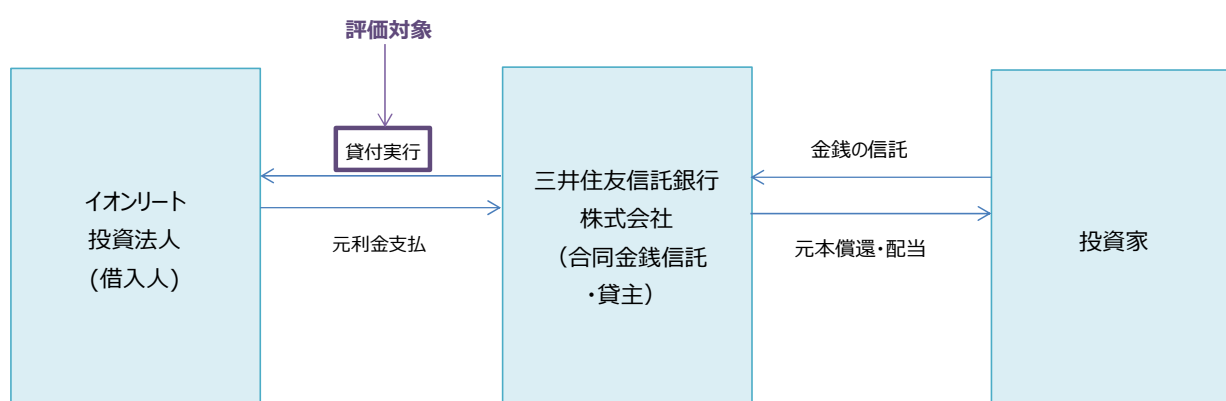 評価対象
貸付実行
元利金支払
イオンリート
投資法人
(借入人)
三井住友信託銀行
株式会社
（合同金銭信託
・貸主）
金銭の信託
元本償還・配当
投資家